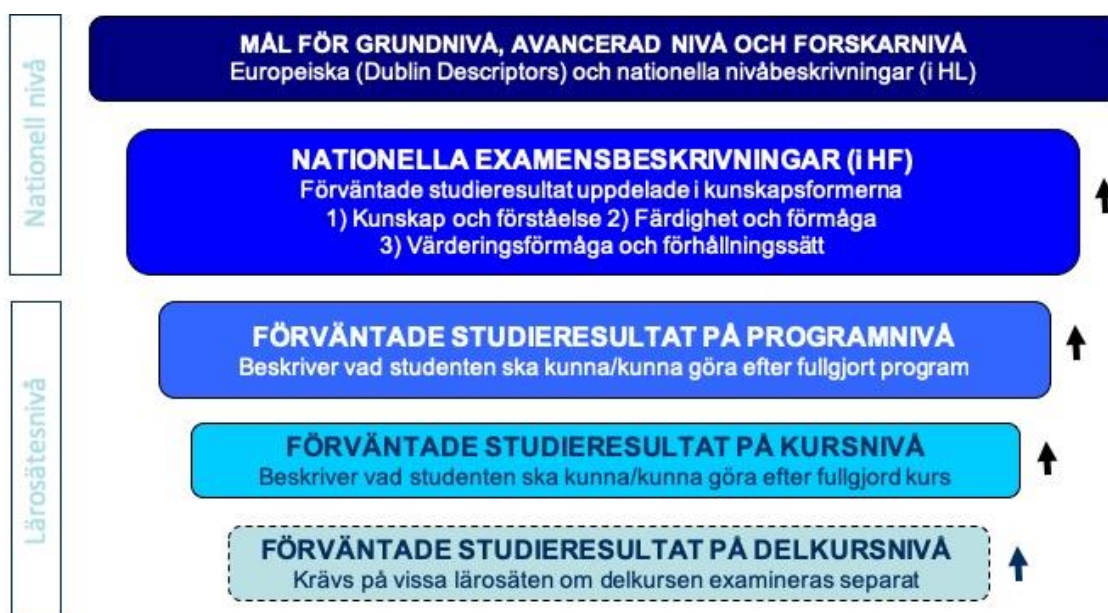 Nationell nivå
MÅL FÖR GRUNDNIVÅ, AVANCERAD NIVÅ OCH FORSKARNIVÅ
Europeiska (Dublin Descriptors) och nationella nivåbeskrivningar (i HL)
NATIONELLA EXAMENSBESKRIVNINGAR (i HF)
Förväntade studieresultat uppdelade i kunskapsformerna
1) Kunskap och förståelse 2) Färdighet och förmåga
3) Värderingsförmåga och förhållningssätt
Lärosätesnivå
FÖRVÄNTADE STUDIERESULTAT PÅ PROGRAMNIVÅ
Beskriver vad studenten ska kunna/kunna göra efter fullgjort program
FÖRVÄNTADE STUDIERESULTAT PÅ KURSNIVÅ
Beskriver vad studenten ska kunna/kunna göra efter fullgjord kurs
FÖRVÄNTADE STUDIERESULTAT PÅ DELKURSNIVÅ
Krävs på vissa lärosäten om delkursen examineras separat